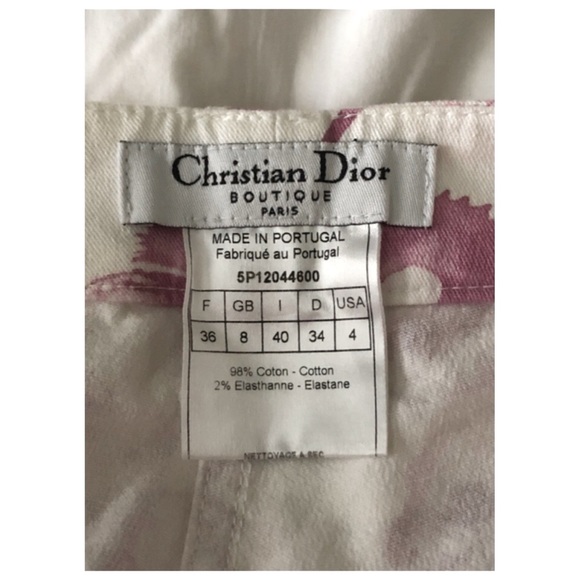 Christian Dior
BOUTIQUE
PARIS
MADE IN PORTUGAL
Fabriqué au Portugal
5P12044600
F GB I D USA
36 8 40 34 4
98% Coton - Cotton
2% Elasthanne - Elastane
NETTOYAGE A SEC